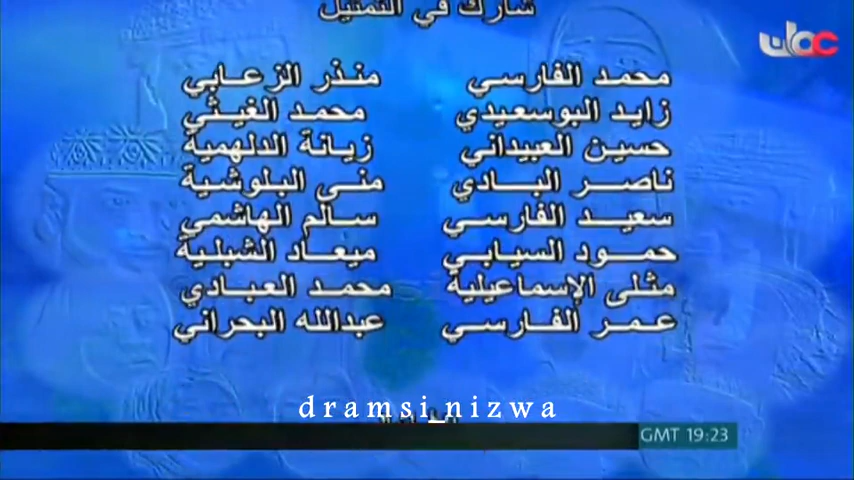 شارك في التمثيل
عمان
محمد الفارسي منذر الزعابي
زايد البوسعيدي محمد الغيثي
حسين العبيداني زيانة الدلهمية
ناصر البادي منى البلوشية
سعيد الفارسي سالم الهاشمي
حمود السيابي ميعاد الشبلية
مثلى الإسماعيلية محمد العبادي
عمر الفارسي عبدالله البحراني
dramsi_nizwa
GMT 19:23